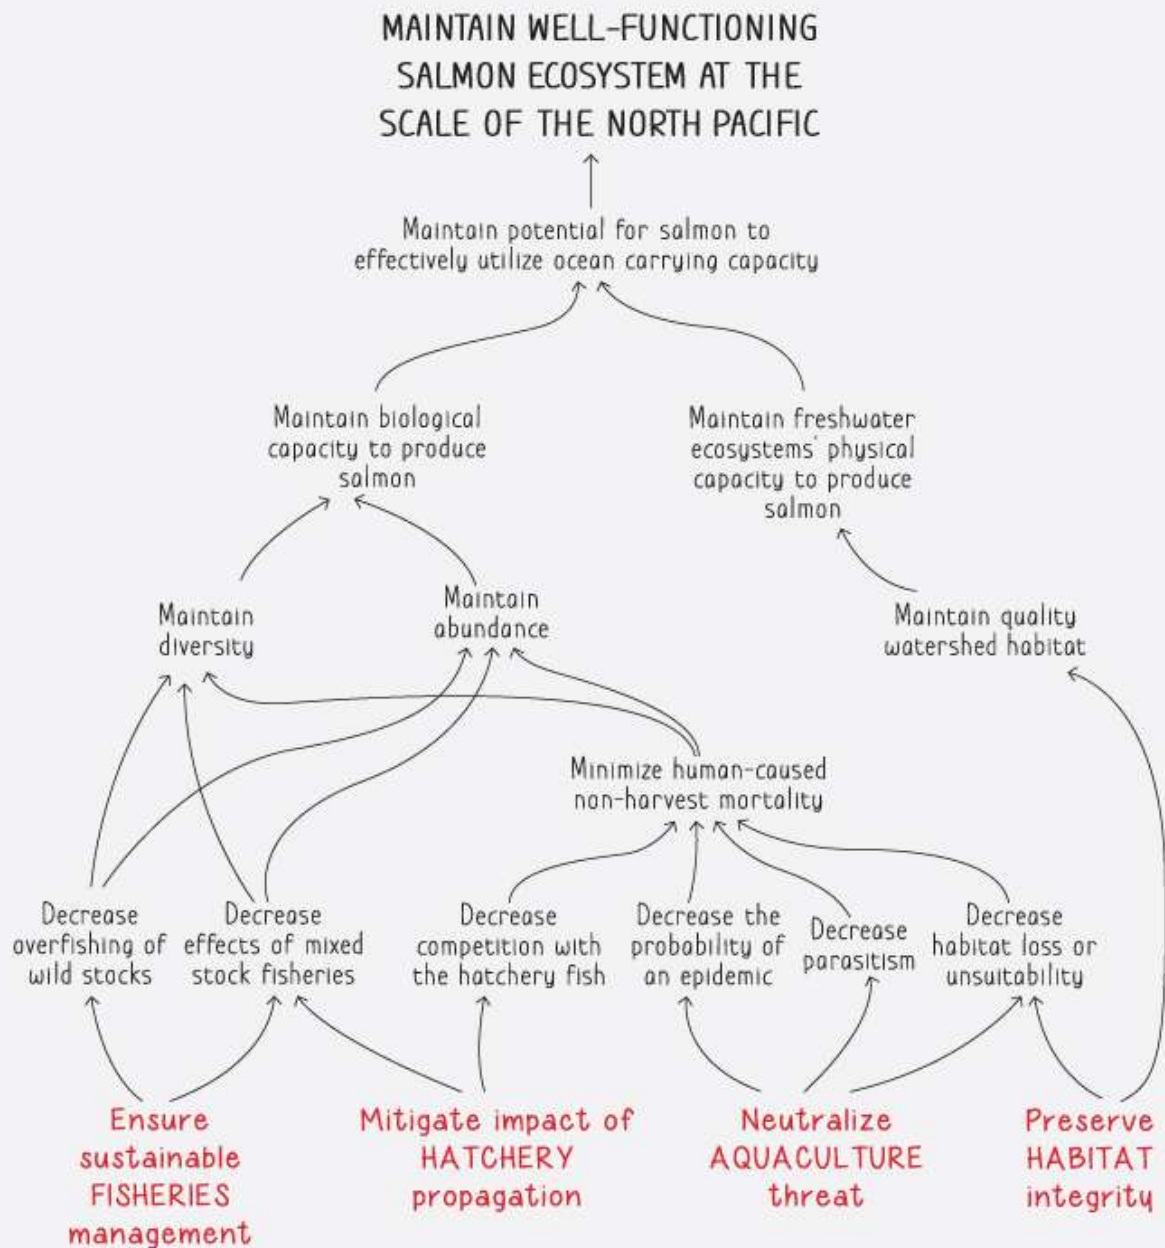 MAINTAIN WELL-FUNCTIONING
SALMON ECOSYSTEM AT THE
SCALE OF THE NORTH PACIFIC
Maintain potential for salmon to
effectively utilize ocean carrying capacity
Maintain biological
capacity to produce
salmon
Maintain freshwater
ecosystems' physical
capacity to produce
salmon
Maintain
diversity
Maintain
abundance
Maintain quality
watershed habitat
Minimize human-caused
non-harvest mortality
Decrease
overfishing of
wild stocks
Decrease
effects of mixed
stock fisheries
Decrease
competition with
the hatchery fish
Decrease the
probability of
an epidemic
Decrease
parasitism
Decrease
habitat loss or
unsuitability
Ensure
sustainable
FISHERIES
management
Mitigate impact of
HATCHERY
propagation
Neutralize
AQUACULTURE
threat
Preserve
HABITAT
integrity